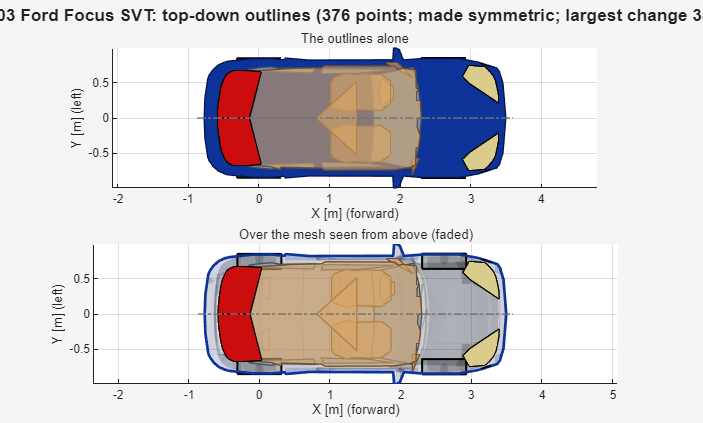 03 Ford Focus SVT: top-down outlines (376 points; made symmetric; largest change 3
The outlines alone
Y [m] (left)
0.5
0
-0.5
-2 -1 0 1 2 3 4
X [m] (forward)
Over the mesh seen from above (faded)
Y [m] (left)
0.5
0
-0.5
-2 -1 0 1 2 3 4 5
X [m] (forward)